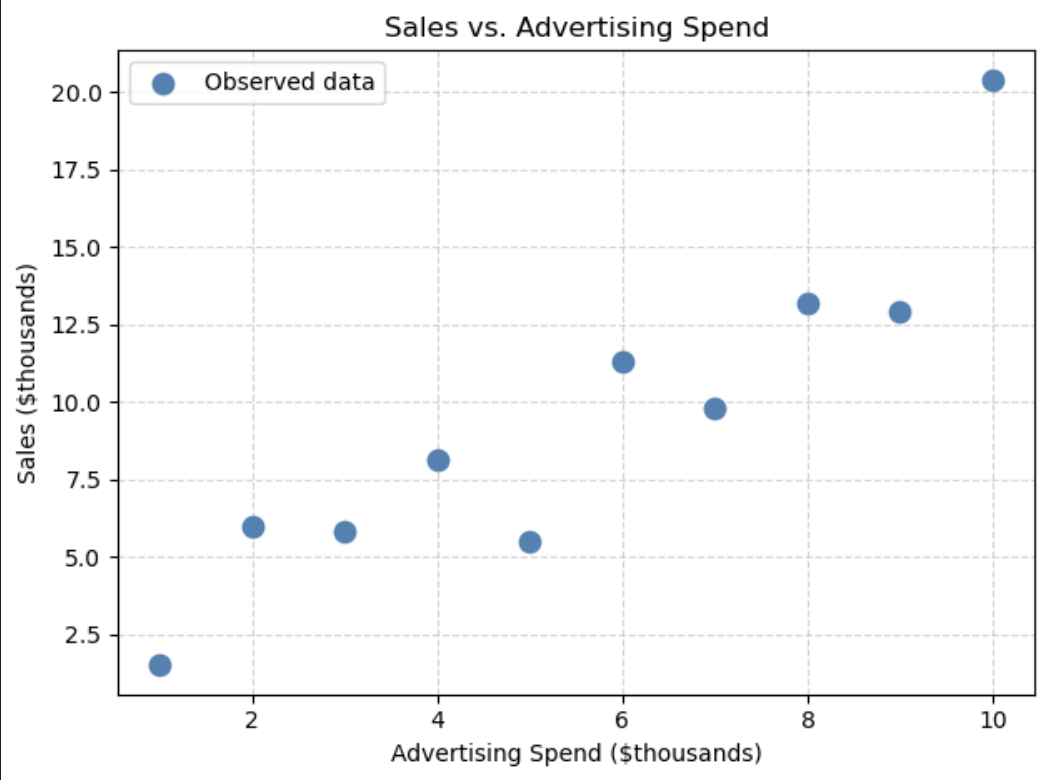 Sales vs. Advertising Spend
Observed data
20.0
17.5
15.0
12.5
10.0
7.5
5.0
2.5
Sales ($thousands)
2 4 6 8 10
Advertising Spend ($thousands)